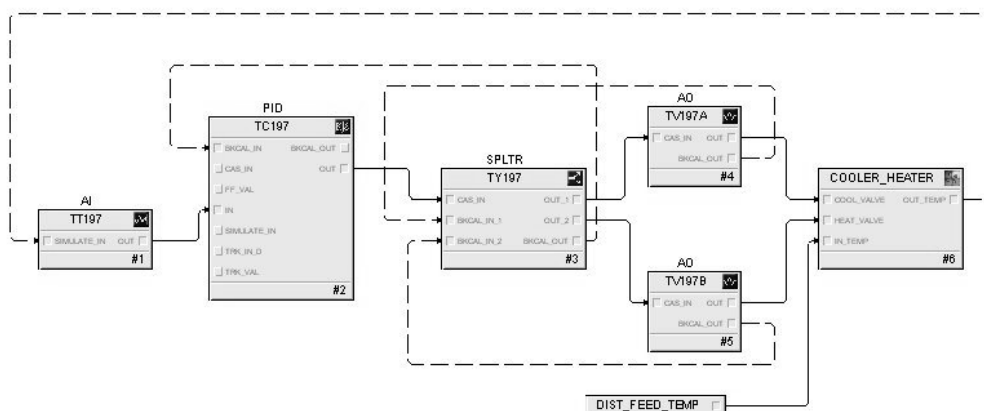 AI
TT197
SIMULATE_IN OUT
#1
PID
TC197
BKCAL_IN BKCAL_OUT
CAS_IN OUT
FF_VAL
IN
SIMULATE_IN
TRK_IN_D
TRK_VAL
#2
SPLTR
TY197
CAS_IN OUT_1
BKCAL_IN_1 OUT_2
BKCAL_IN_2 BKCAL_OUT
#3
AO
TV197A
CAS_IN OUT
BKCAL_OUT
#4
AO
TV197B
CAS_IN OUT
BKCAL_OUT
#5
COOLER_HEATER
COOL_VALVE OUT_TEMP
HEAT_VALVE
IN_TEMP
#6
DIST_FEED_TEMP